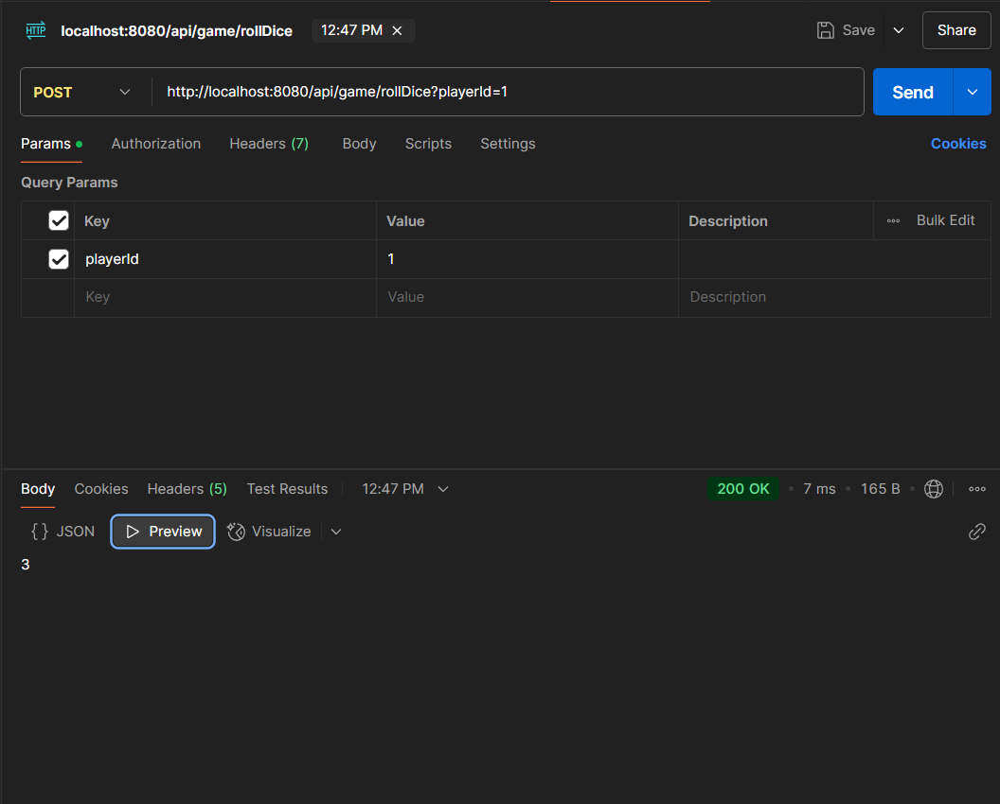 HTTP localhost:8080/api/game/rollDice 12:47 PM Save Share
POST http://localhost:8080/api/game/rollDice?playerId=1 Send
Params Authorization Headers (7) Body Scripts Settings Cookies
Query Params
Key Value Description Bulk Edit
playerId 1
Key Value Description
Body Cookies Headers (5) Test Results 12:47 PM 200 OK 7 ms 165 B
{} JSON Preview Visualize
3